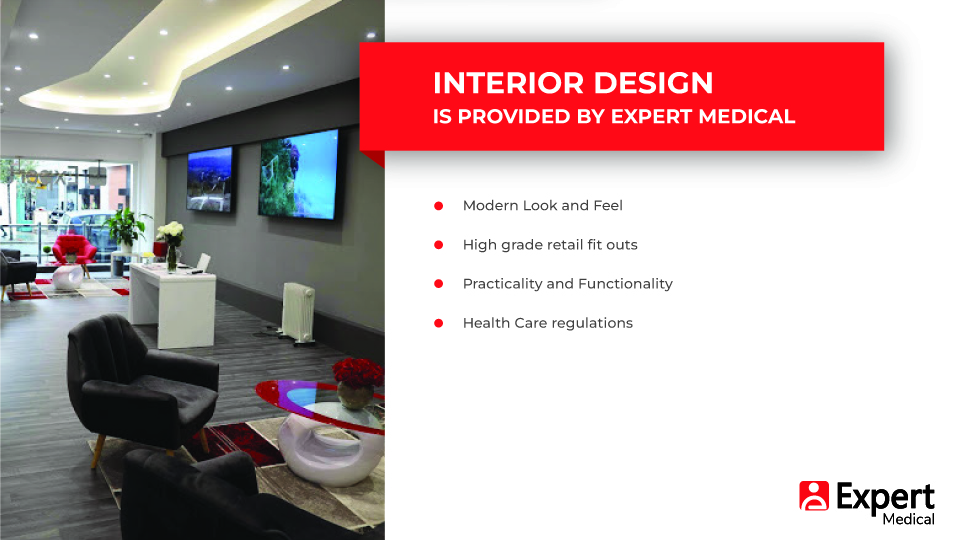 INTERIOR DESIGN
IS PROVIDED BY EXPERT MEDICAL
Modern Look and Feel
High grade retail fit outs
Practicality and Functionality
Health Care regulations
Expert
Medical